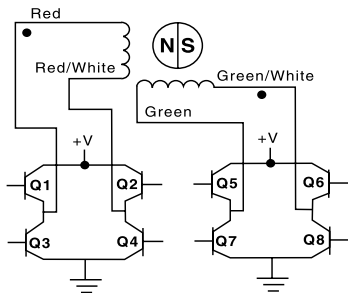 Red
N S
Red/White
Green/White
Green
+V
+V
Q1 Q2
Q5 Q6
Q3 Q4
Q7 Q8